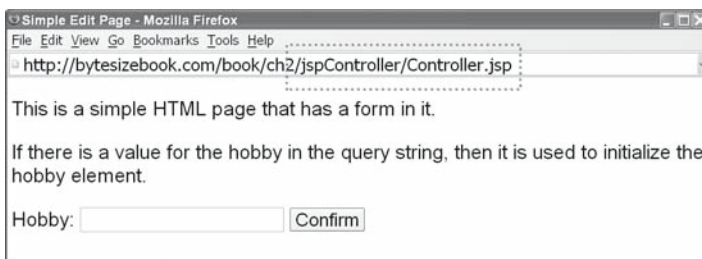 Simple Edit Page - Mozilla Firefox
File Edit View Go Bookmarks Tools Help
http://bytesizebook.com/book/ch2/jspController/Controller.jsp
This is a simple HTML page that has a form in it.
If there is a value for the hobby in the query string, then it is used to initialize the
hobby element.
Hobby: Confirm